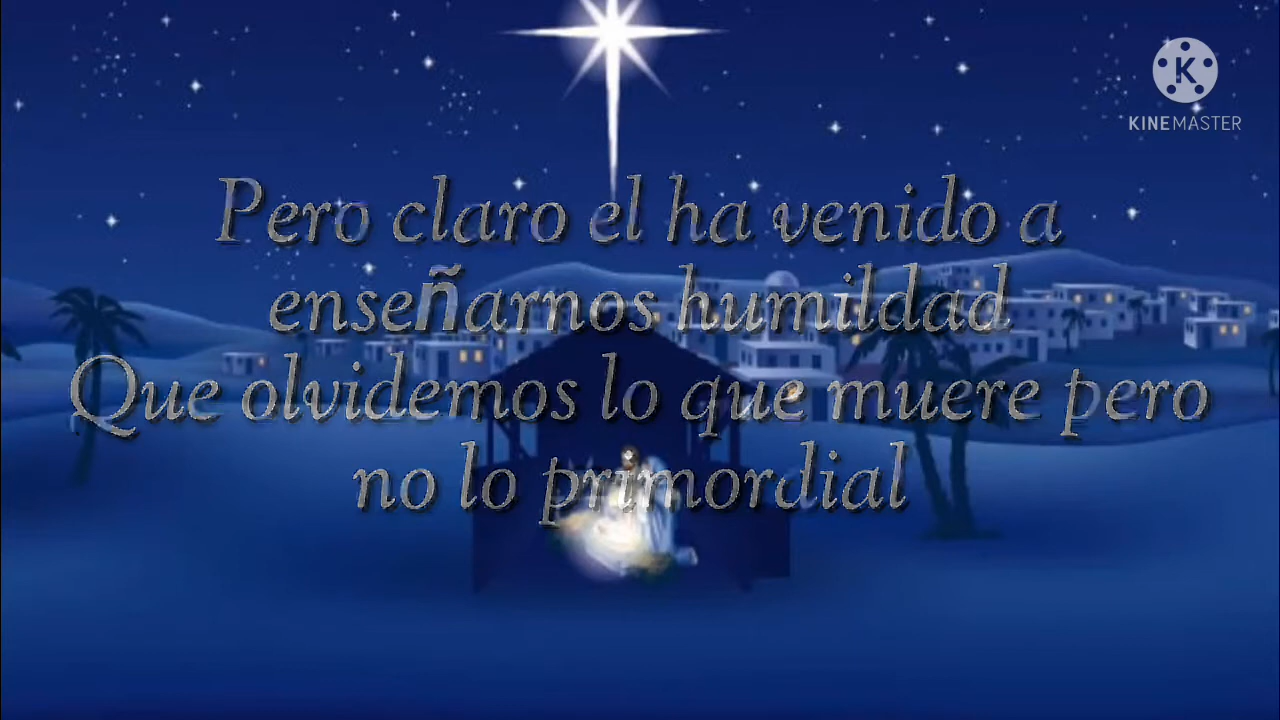 KINEMASTER
Pero claro el ha venido a
enseñarnos humildad
Que olvidemos lo que muere pero
no lo primordial